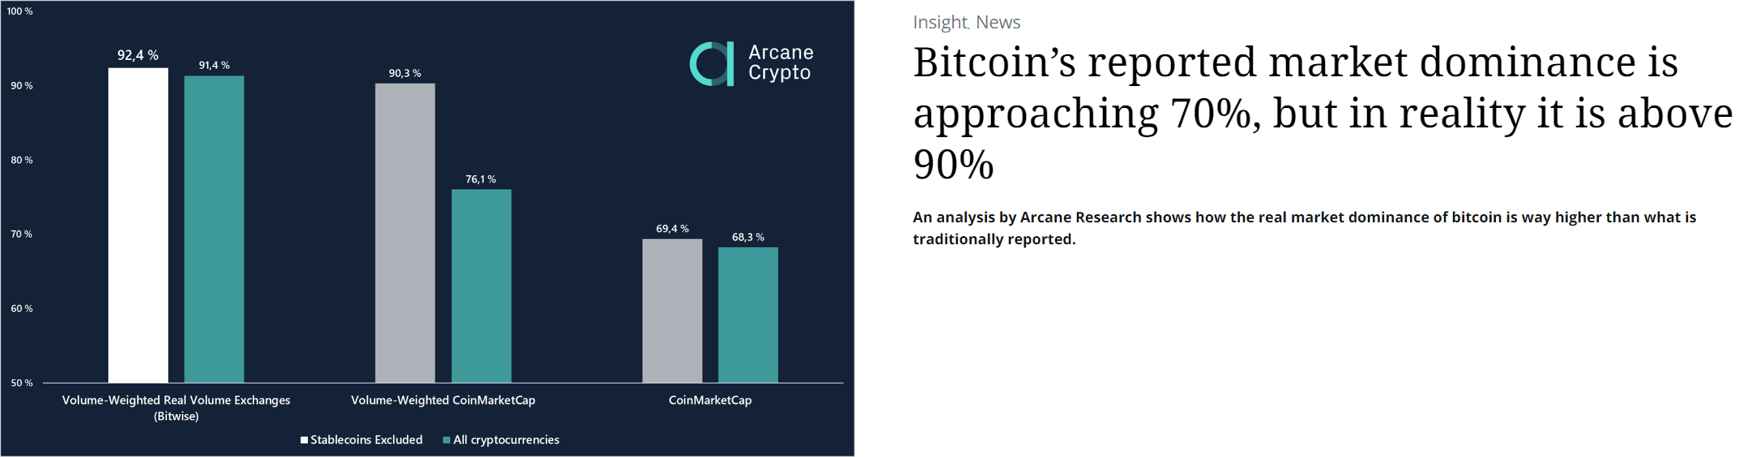 100 %
90 %
80 %
70 %
60 %
50 %
92,4 %
91,4 %
90,3 %
76,1 %
69,4 %
68,3 %
Arcane
Crypto
Volume-Weighted Real Volume Exchanges
(Bitwise)
Volume-Weighted CoinMarketCap
CoinMarketCap
Stablecoins Excluded
All cryptocurrencies
Insight, News
Bitcoin’s reported market dominance is
approaching 70%, but in reality it is above
90%
An analysis by Arcane Research shows how the real market dominance of bitcoin is way higher than what is
traditionally reported.